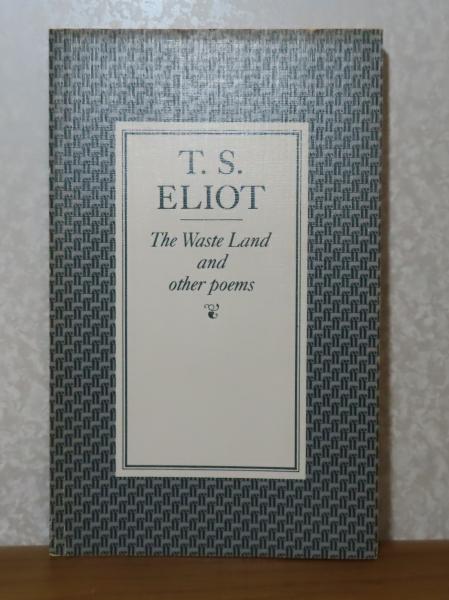 T. S.
ELIOT
The Waste Land
and
other poems